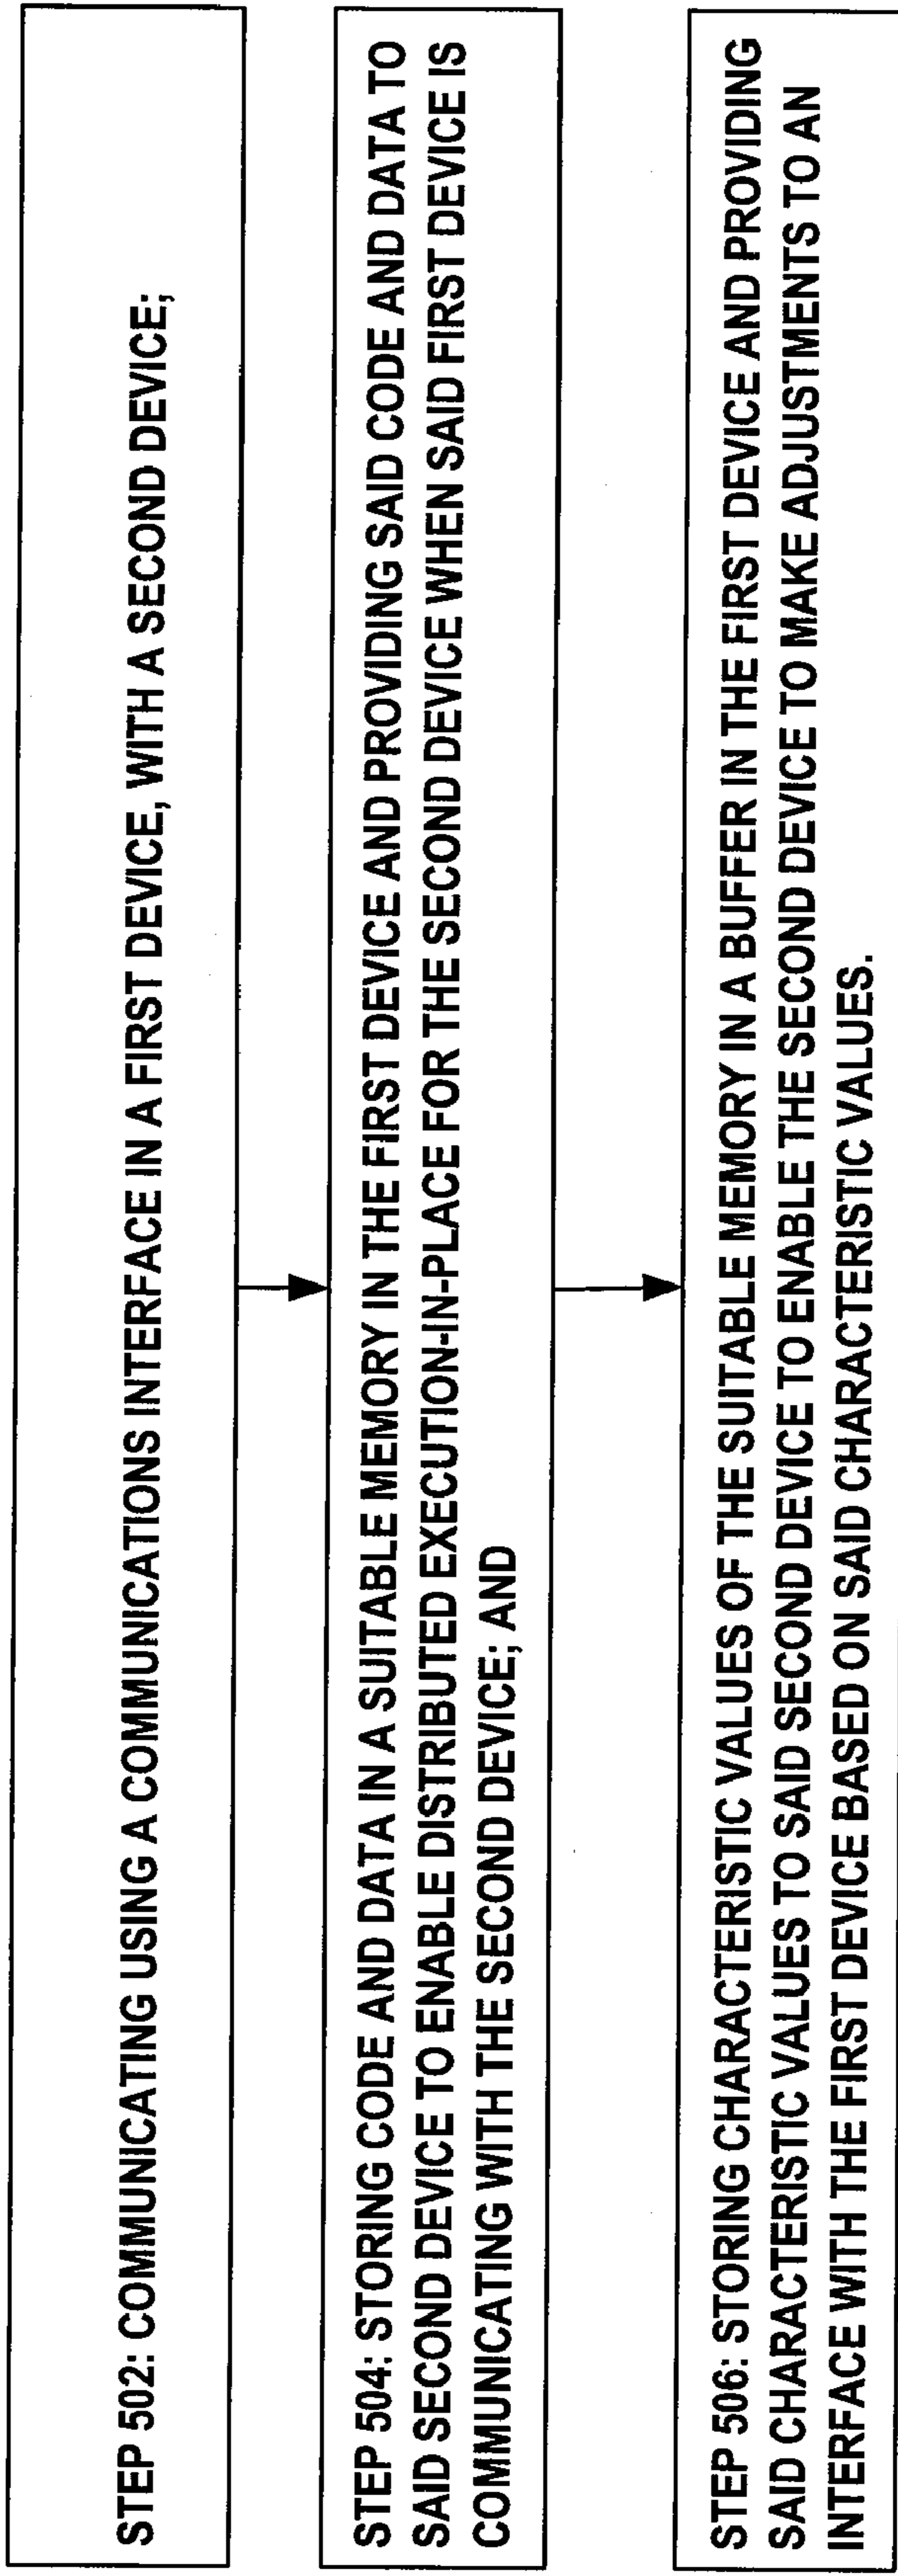 STEP 502: COMMUNICATING USING A COMMUNICATIONS INTERFACE IN A FIRST DEVICE, WITH A SECOND DEVICE;
STEP 504: STORING CODE AND DATA IN A SUITABLE MEMORY IN THE FIRST DEVICE AND PROVIDING SAID CODE AND DATA TO
SAID SECOND DEVICE TO ENABLE DISTRIBUTED EXECUTION-IN-PLACE FOR THE SECOND DEVICE WHEN SAID FIRST DEVICE IS
COMMUNICATING WITH THE SECOND DEVICE; AND
STEP 506: STORING CHARACTERISTIC VALUES OF THE SUITABLE MEMORY IN A BUFFER IN THE FIRST DEVICE AND PROVIDING
SAID CHARACTERISTIC VALUES TO SAID SECOND DEVICE TO ENABLE THE SECOND DEVICE TO MAKE ADJUSTMENTS TO AN
INTERFACE WITH THE FIRST DEVICE BASED ON SAID CHARACTERISTIC VALUES.